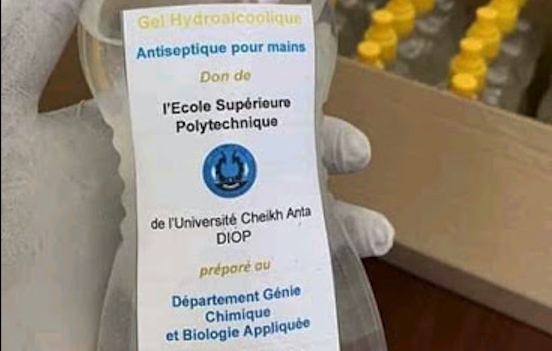 Gel Hydroalcoolique
Antiseptique pour mains
Don de
l'Ecole Supérieure
Polytechnique
de l'Université Cheikh Anta
DIOP
préparé au
Département Génie
Chimique
et Biologie Appliquée